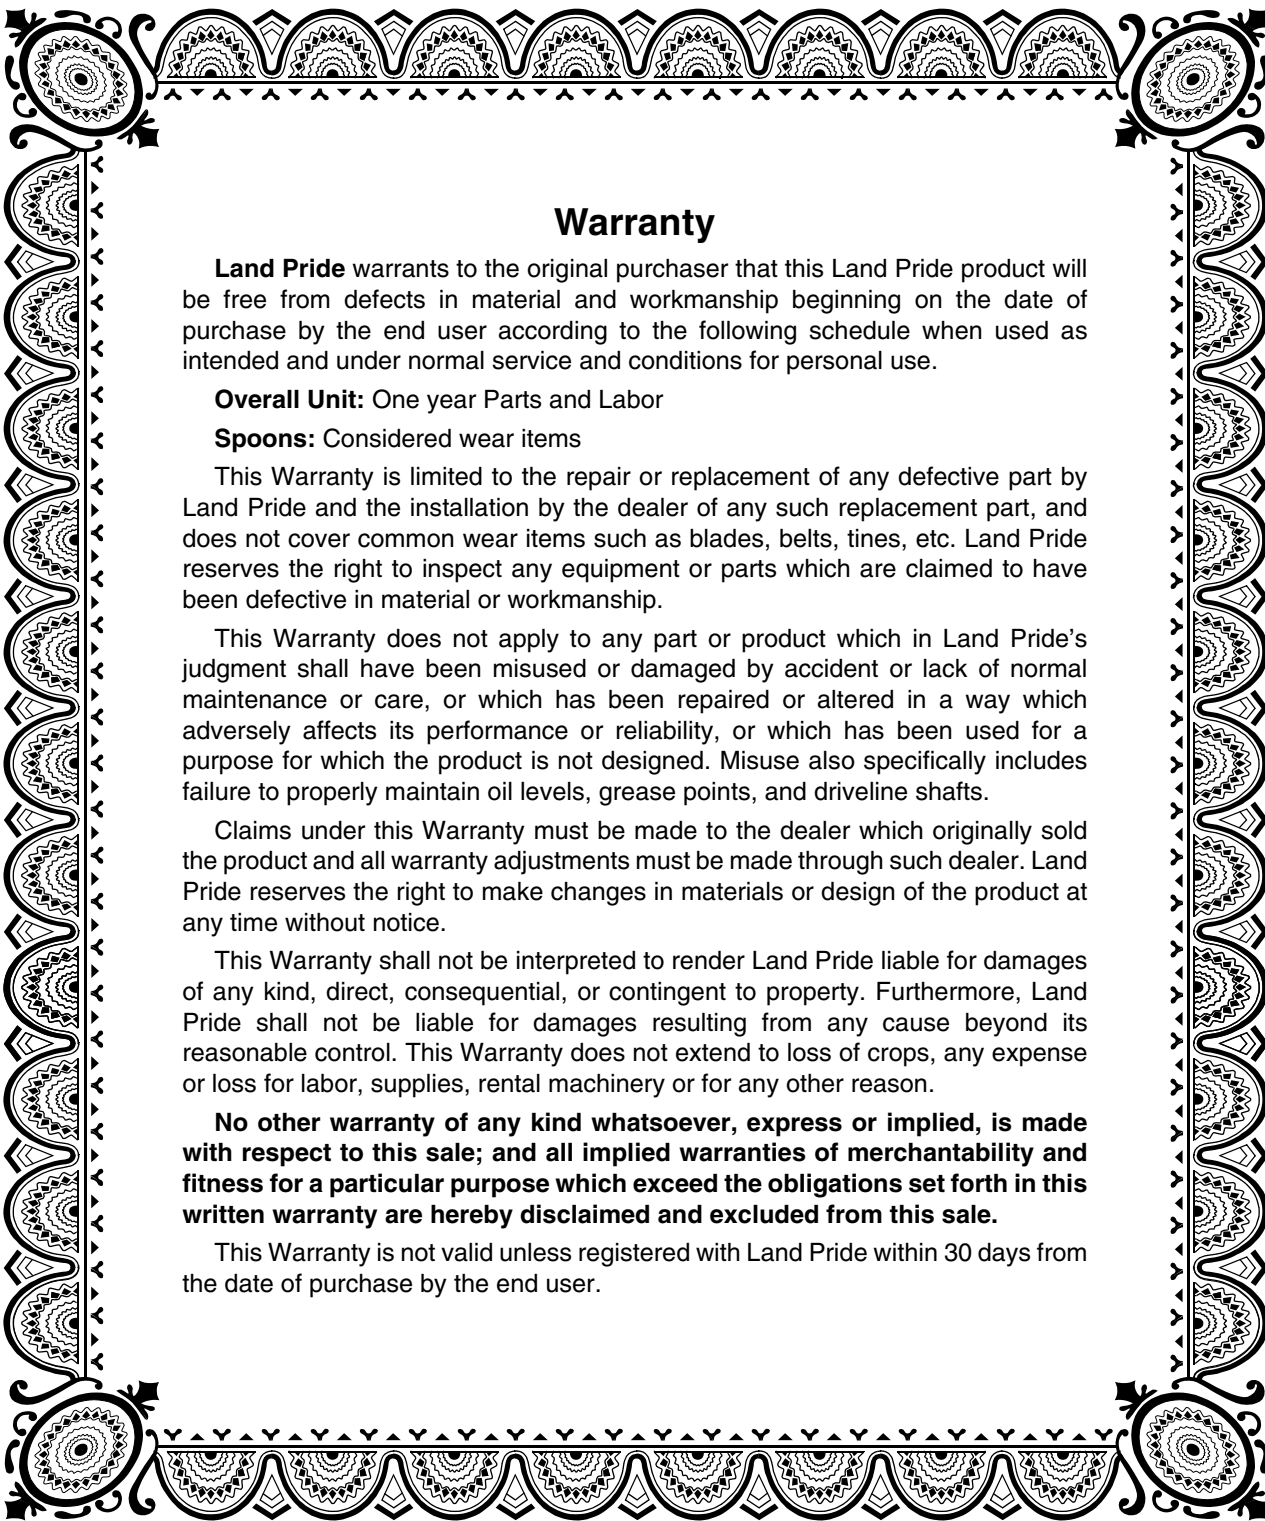 Warranty
Land Pride warrants to the original purchaser that this Land Pride product will
be free from defects in material and workmanship beginning on the date of
purchase by the end user according to the following schedule when used as
intended and under normal service and conditions for personal use.
Overall Unit: One year Parts and Labor
Spoons: Considered wear items
This Warranty is limited to the repair or replacement of any defective part by
Land Pride and the installation by the dealer of any such replacement part, and
does not cover common wear items such as blades, belts, tines, etc. Land Pride
reserves the right to inspect any equipment or parts which are claimed to have
been defective in material or workmanship.
This Warranty does not apply to any part or product which in Land Pride’s
judgment shall have been misused or damaged by accident or lack of normal
maintenance or care, or which has been repaired or altered in a way which
adversely affects its performance or reliability, or which has been used for a
purpose for which the product is not designed. Misuse also specifically includes
failure to properly maintain oil levels, grease points, and driveline shafts.
Claims under this Warranty must be made to the dealer which originally sold
the product and all warranty adjustments must be made through such dealer. Land
Pride reserves the right to make changes in materials or design of the product at
any time without notice.
This Warranty shall not be interpreted to render Land Pride liable for damages
of any kind, direct, consequential, or contingent to property. Furthermore, Land
Pride shall not be liable for damages resulting from any cause beyond its
reasonable control. This Warranty does not extend to loss of crops, any expense
or loss for labor, supplies, rental machinery or for any other reason.
No other warranty of any kind whatsoever, express or implied, is made
with respect to this sale; and all implied warranties of merchantability and
fitness for a particular purpose which exceed the obligations set forth in this
written warranty are hereby disclaimed and excluded from this sale.
This Warranty is not valid unless registered with Land Pride within 30 days from
the date of purchase by the end user.